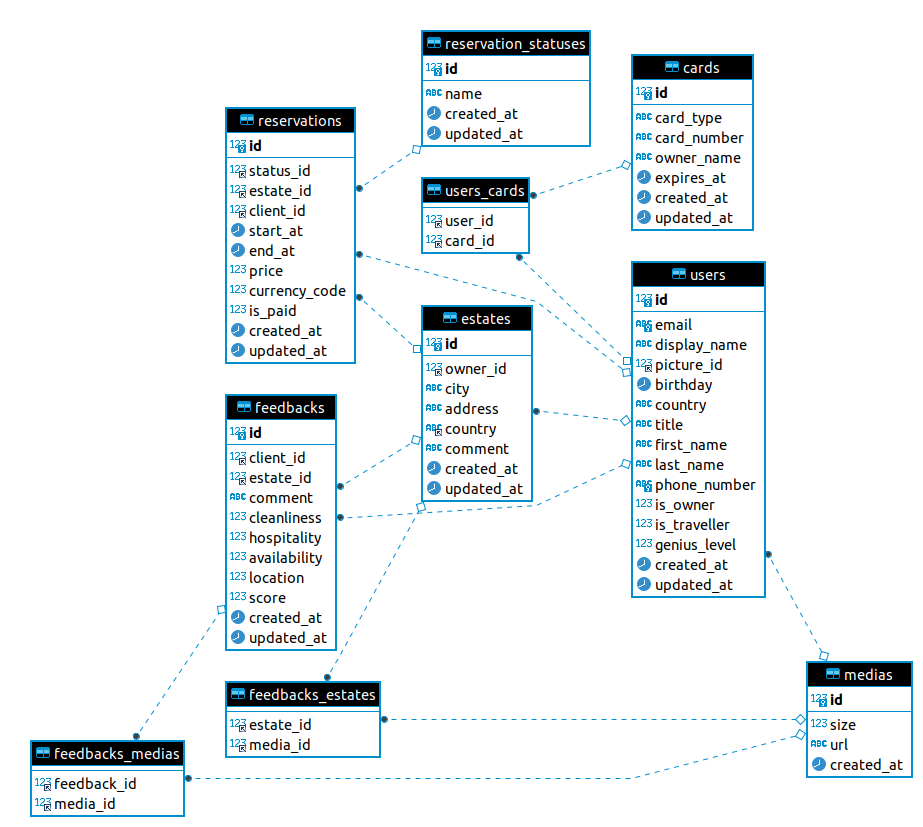 reservation_statuses
id
name
created_at
updated_at
cards
id
card_type
card_number
owner_name
expires_at
created_at
updated_at
reservations
id
status_id
estate_id
client_id
start_at
end_at
price
currency_code
is_paid
created_at
updated_at
users_cards
user_id
card_id
users
id
email
display_name
picture_id
birthday
country
title
first_name
last_name
phone_number
is_owner
is_traveller
genius_level
created_at
updated_at
estates
id
owner_id
city
address
country
comment
created_at
updated_at
feedbacks
id
client_id
estate_id
comment
cleanliness
hospitality
availability
location
score
created_at
updated_at
feedbacks_estates
estate_id
media_id
medias
id
size
url
created_at
feedbacks_medias
feedback_id
media_id